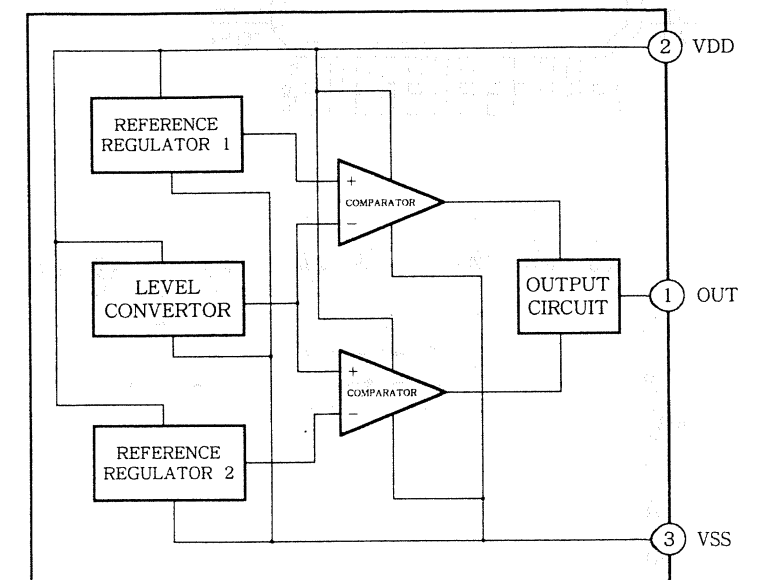 2 VDD
REFERENCE
REGULATOR 1
+
COMPARATOR
−
LEVEL
CONVERTOR
OUTPUT
CIRCUIT
1 OUT
+
COMPARATOR
−
REFERENCE
REGULATOR 2
3 VSS